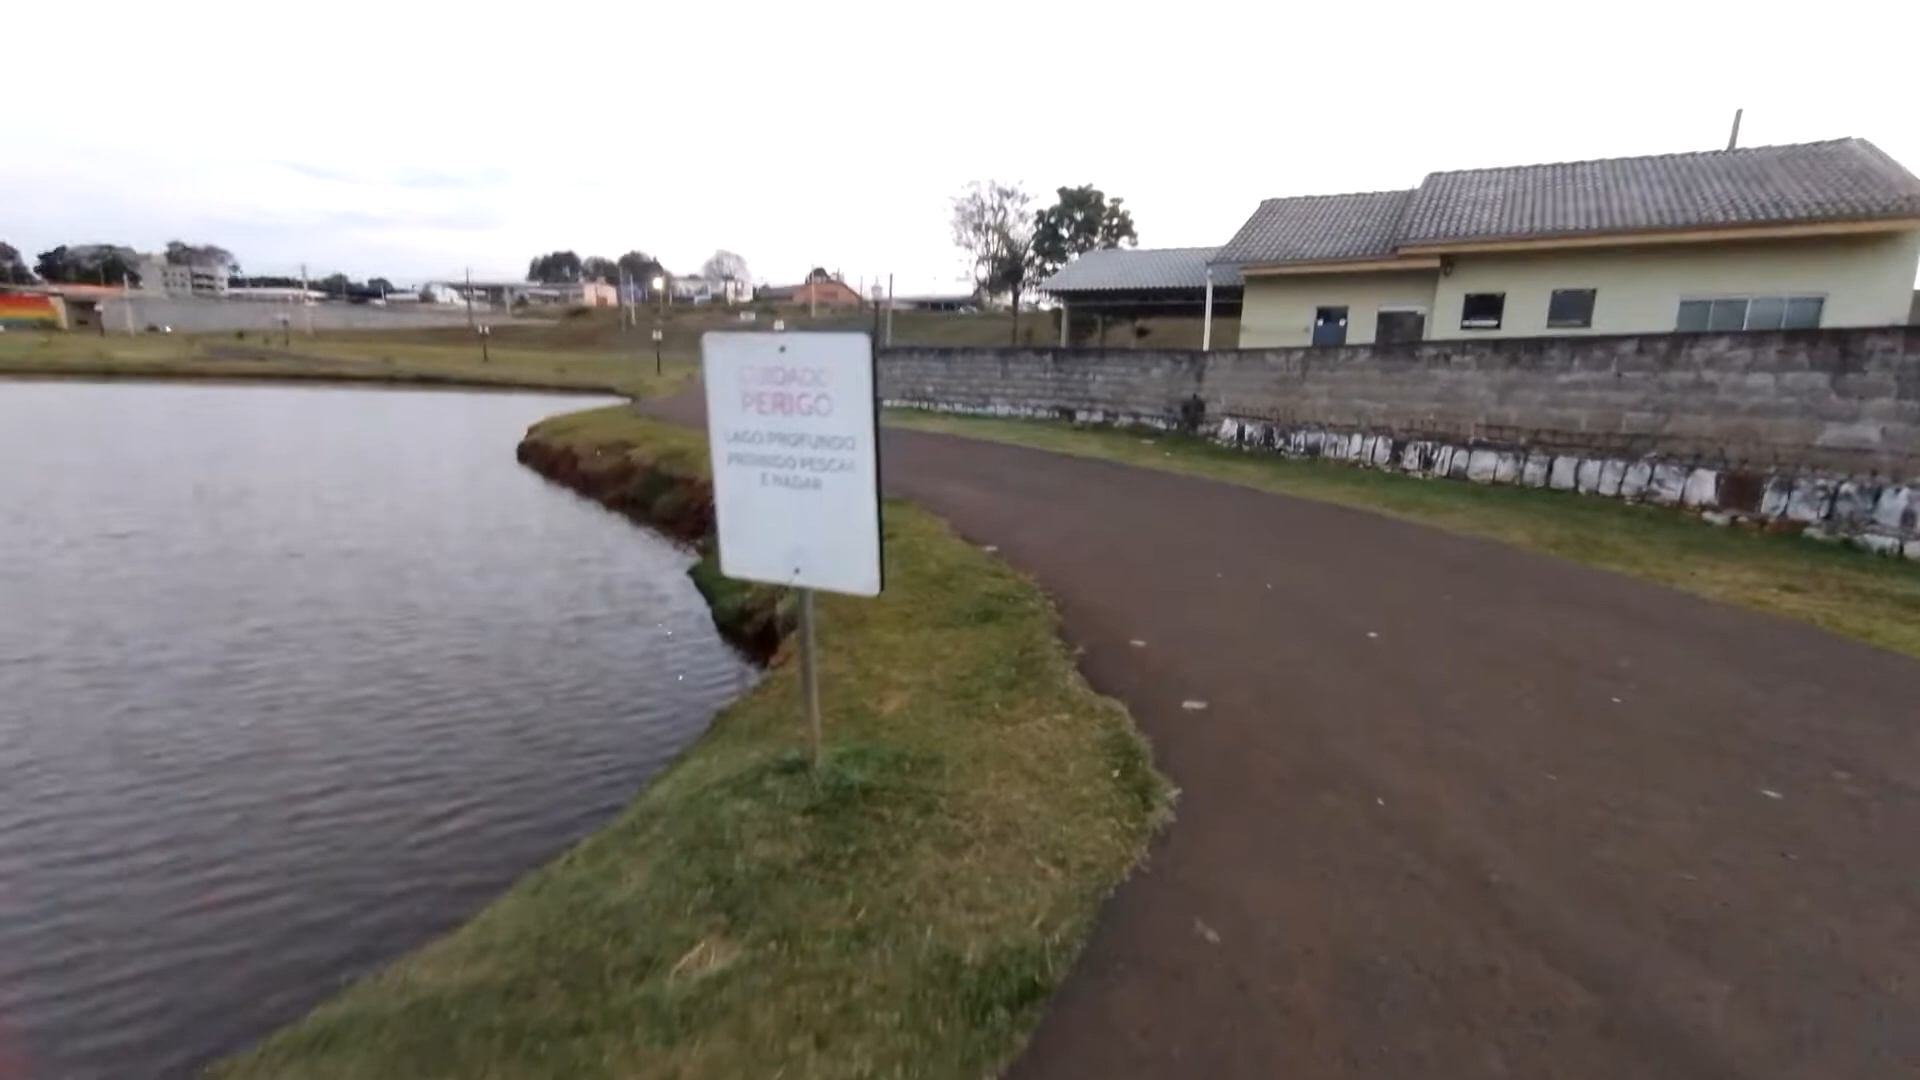 CUIDADO
PERIGO
LAGO PROFUNDO
PROIBIDO PESCAR
E NADAR